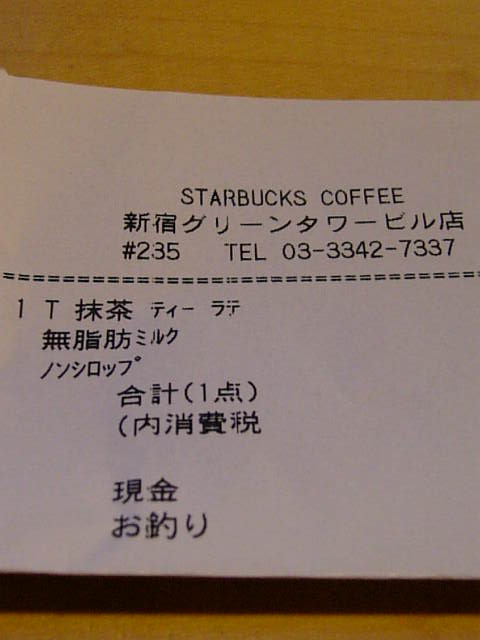 STARBUCKS COFFEE
新宿グリーンタワービル店
#235 TEL 03-3342-7337
================================
1 T 抹茶 ティー ラテ
無脂肪ミルク
ノンシロップ
合計(1点)
(内消費税
現金
お釣り